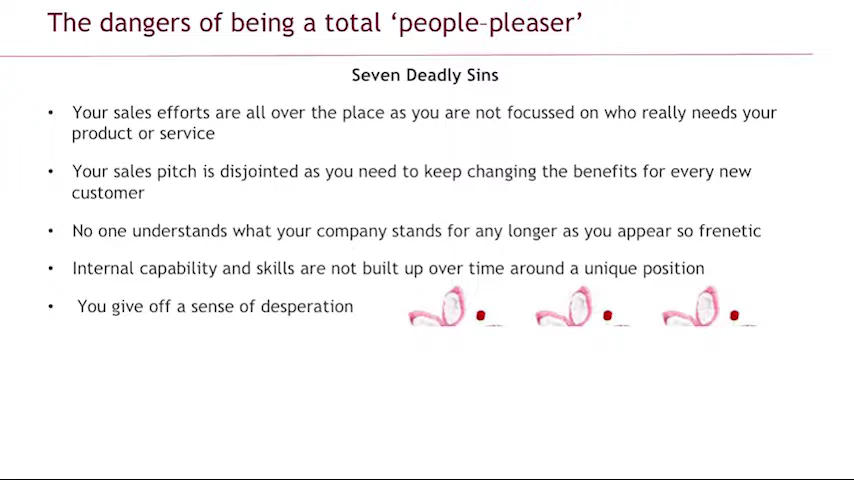 The dangers of being a total ‘people–pleaser’
Seven Deadly Sins
• Your sales efforts are all over the place as you are not focussed on who really needs your
product or service
• Your sales pitch is disjointed as you need to keep changing the benefits for every new
customer
• No one understands what your company stands for any longer as you appear so frenetic
• Internal capability and skills are not built up over time around a unique position
• You give off a sense of desperation